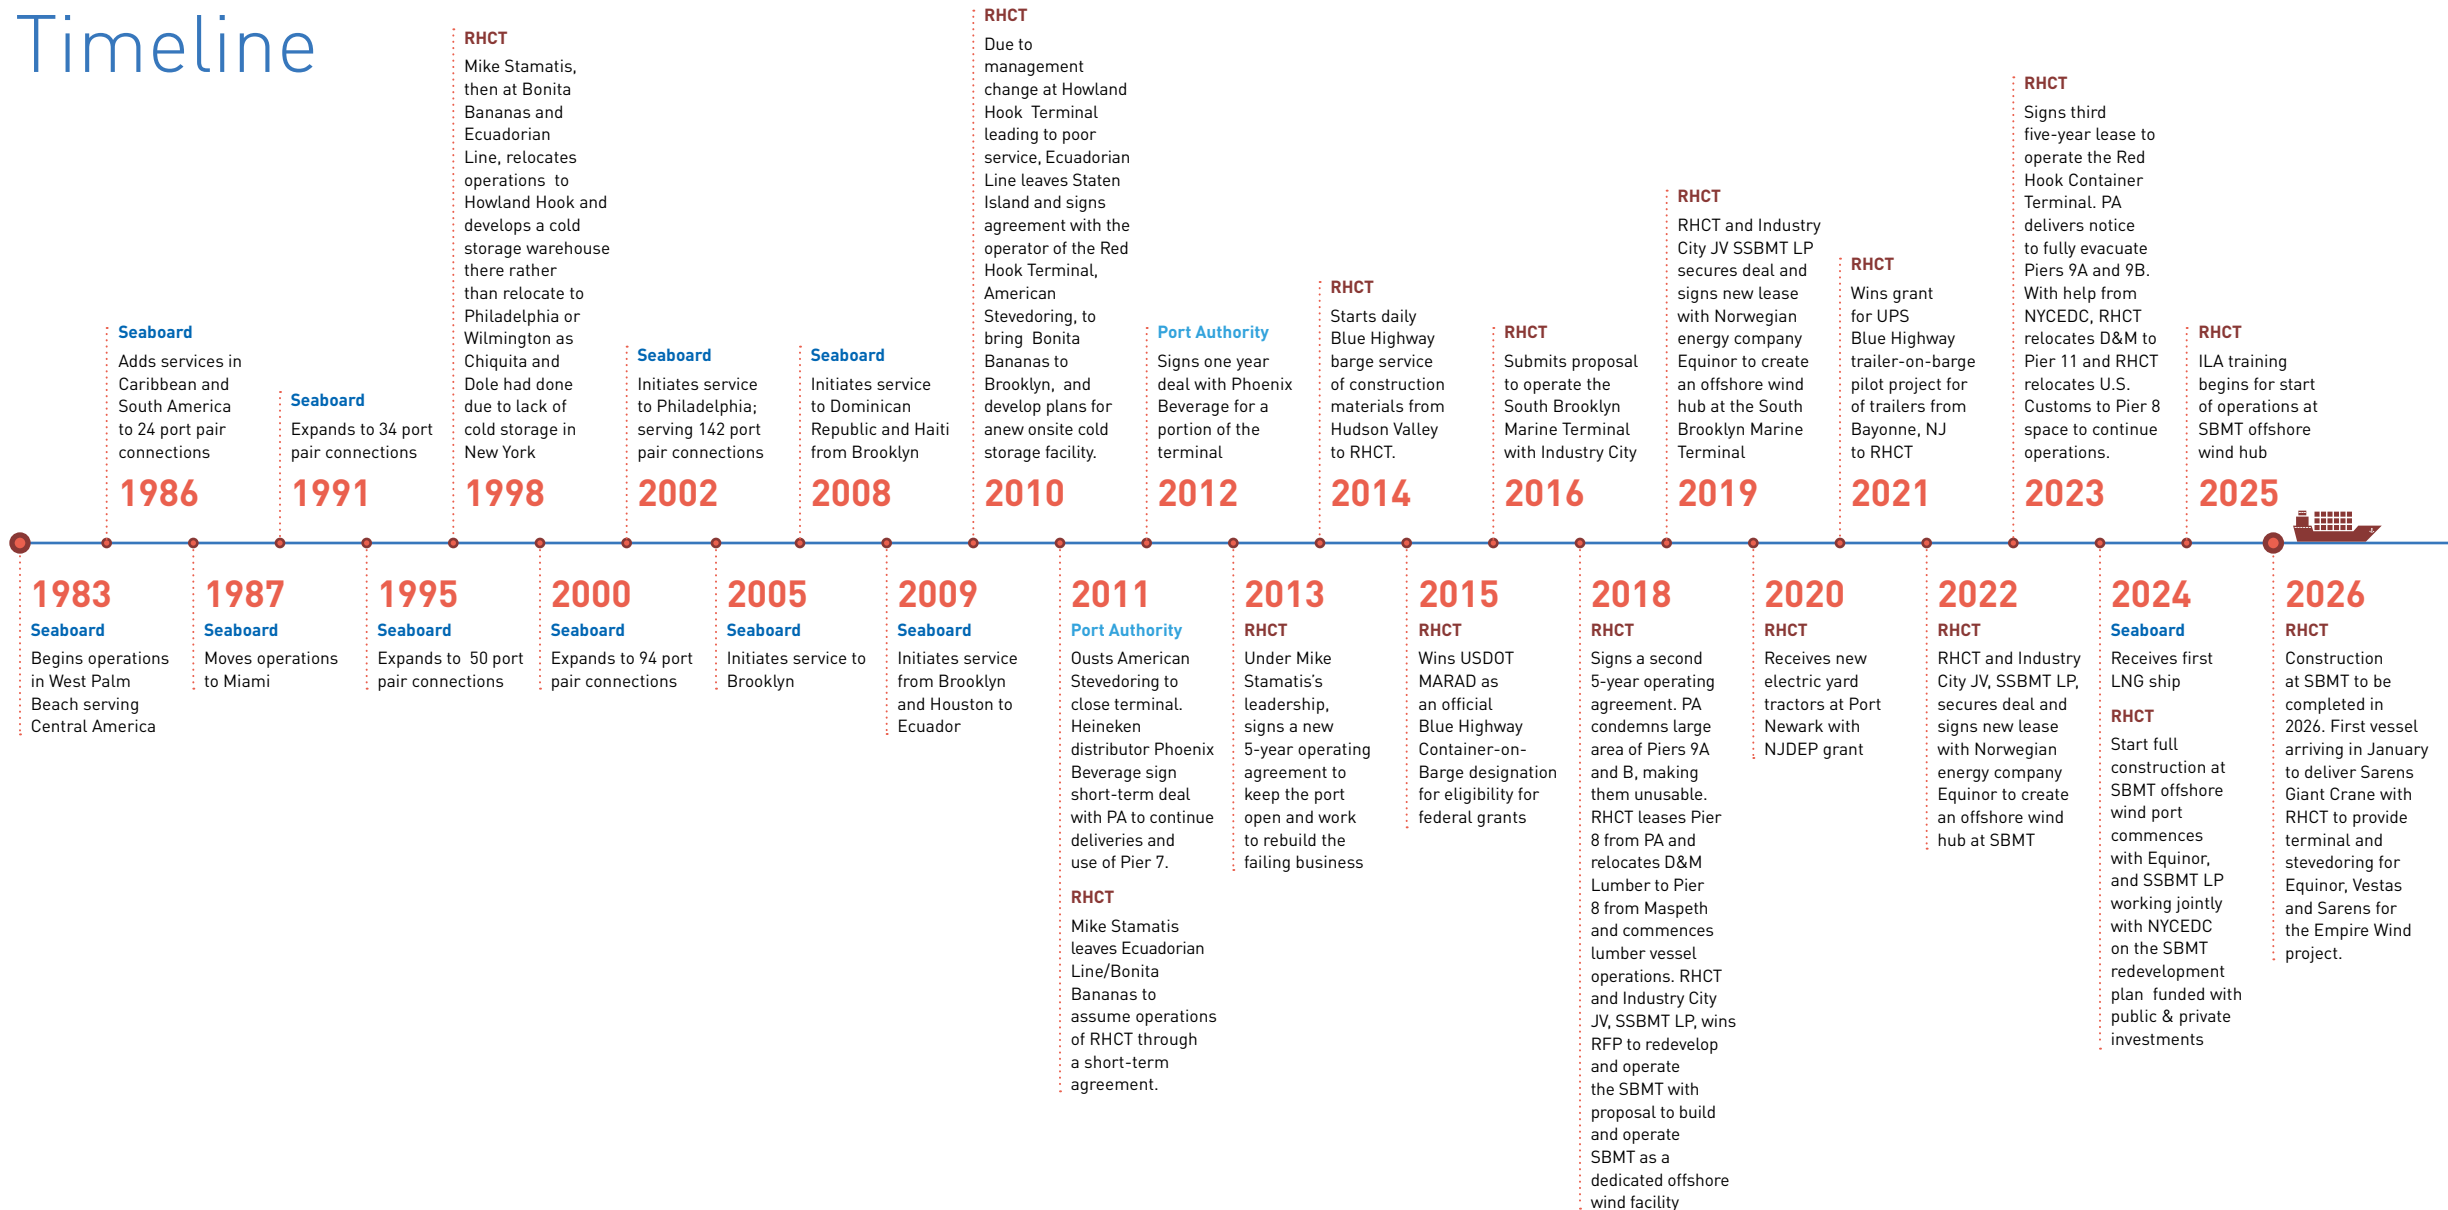 Timeline
1983
Seaboard
Begins operations
in West Palm
Beach serving
Central America
Seaboard
Adds services in
Caribbean and
South America
to 24 port pair
connections
1986
1987
Seaboard
Moves operations
to Miami
Seaboard
Expands to 34 port
pair connections
1991
1995
Seaboard
Expands to 50 port
pair connections
RHCT
Mike Stamatis,
then at Bonita
Bananas and
Ecuadorian
Line, relocates
operations to
Howland Hook and
develops a cold
storage warehouse
there rather
than relocate to
Philadelphia or
Wilmington as
Chiquita and
Dole had done
due to lack of
cold storage in
New York
1998
2000
Seaboard
Expands to 94 port
pair connections
Seaboard
Initiates service
to Philadelphia;
serving 142 port
pair connections
2002
2005
Seaboard
Initiates service to
Brooklyn
Seaboard
Initiates service
to Dominican
Republic and Haiti
from Brooklyn
2008
2009
Seaboard
Initiates service
from Brooklyn
and Houston to
Ecuador
RHCT
Due to
management
change at Howland
Hook Terminal
leading to poor
service, Ecuadorian
Line leaves Staten
Island and signs
agreement with the
operator of the Red
Hook Terminal,
American
Stevedoring, to
bring Bonita
Bananas to
Brooklyn, and
develop plans for
anew onsite cold
storage facility.
2010
2011
Port Authority
Ousts American
Stevedoring to
close terminal.
Heineken
distributor Phoenix
Beverage sign
short-term deal
with PA to continue
deliveries and
use of Pier 7.
RHCT
Mike Stamatis
leaves Ecuadorian
Line/Bonita
Bananas to
assume operations
of RHCT through
a short-term
agreement.
Port Authority
Signs one year
deal with Phoenix
Beverage for a
portion of the
terminal
2012
2013
RHCT
Under Mike
Stamatis's
leadership,
signs a new
5-year operating
agreement to
keep the port
open and work
to rebuild the
failing business
RHCT
Starts daily
Blue Highway
barge service
of construction
materials from
Hudson Valley
to RHCT.
2014
2015
RHCT
Wins USDOT
MARAD as
an official
Blue Highway
Container-on-
Barge designation
for eligibility for
federal grants
RHCT
Submits proposal
to operate the
South Brooklyn
Marine Terminal
with Industry City
2016
2018
RHCT
Signs a second
5-year operating
agreement. PA
condemns large
area of Piers 9A
and B, making
them unusable.
RHCT leases Pier
8 from PA and
relocates D&M
Lumber to Pier
8 from Maspeth
and commences
lumber vessel
operations. RHCT
and Industry City
JV, SSBMT LP, wins
RFP to redevelop
and operate
the SBMT with
proposal to build
and operate
SBMT as a
dedicated offshore
wind facility
RHCT
RHCT and Industry
City JV SSBMT LP
secures deal and
signs new lease
with Norwegian
energy company
Equinor to create
an offshore wind
hub at the South
Brooklyn Marine
Terminal
2019
2020
RHCT
Receives new
electric yard
tractors at Port
Newark with
NJDEP grant
RHCT
Wins grant
for UPS
Blue Highway
trailer-on-barge
pilot project for
of trailers from
Bayonne, NJ
to RHCT
2021
2022
RHCT
RHCT and Industry
City JV, SSBMT LP,
secures deal and
signs new lease
with Norwegian
energy company
Equinor to create
an offshore wind
hub at SBMT
RHCT
Signs third
five-year lease to
operate the Red
Hook Container
Terminal. PA
delivers notice
to fully evacuate
Piers 9A and 9B.
With help from
NYCEDC, RHCT
relocates D&M to
Pier 11 and RHCT
relocates U.S.
Customs to Pier 8
space to continue
operations.
2023
2024
Seaboard
Receives first
LNG ship
RHCT
Start full
construction at
SBMT offshore
wind port
commences
with Equinor,
and SSBMT LP
working jointly
with NYCEDC
on the SBMT
redevelopment
plan funded with
public & private
investments
RHCT
ILA training
begins for start
of operations at
SBMT offshore
wind hub
2025
2026
RHCT
Construction
at SBMT to be
completed in
2026. First vessel
arriving in January
to deliver Sarens
Giant Crane with
RHCT to provide
terminal and
stevedoring for
Equinor, Vestas
and Sarens for
the Empire Wind
project.